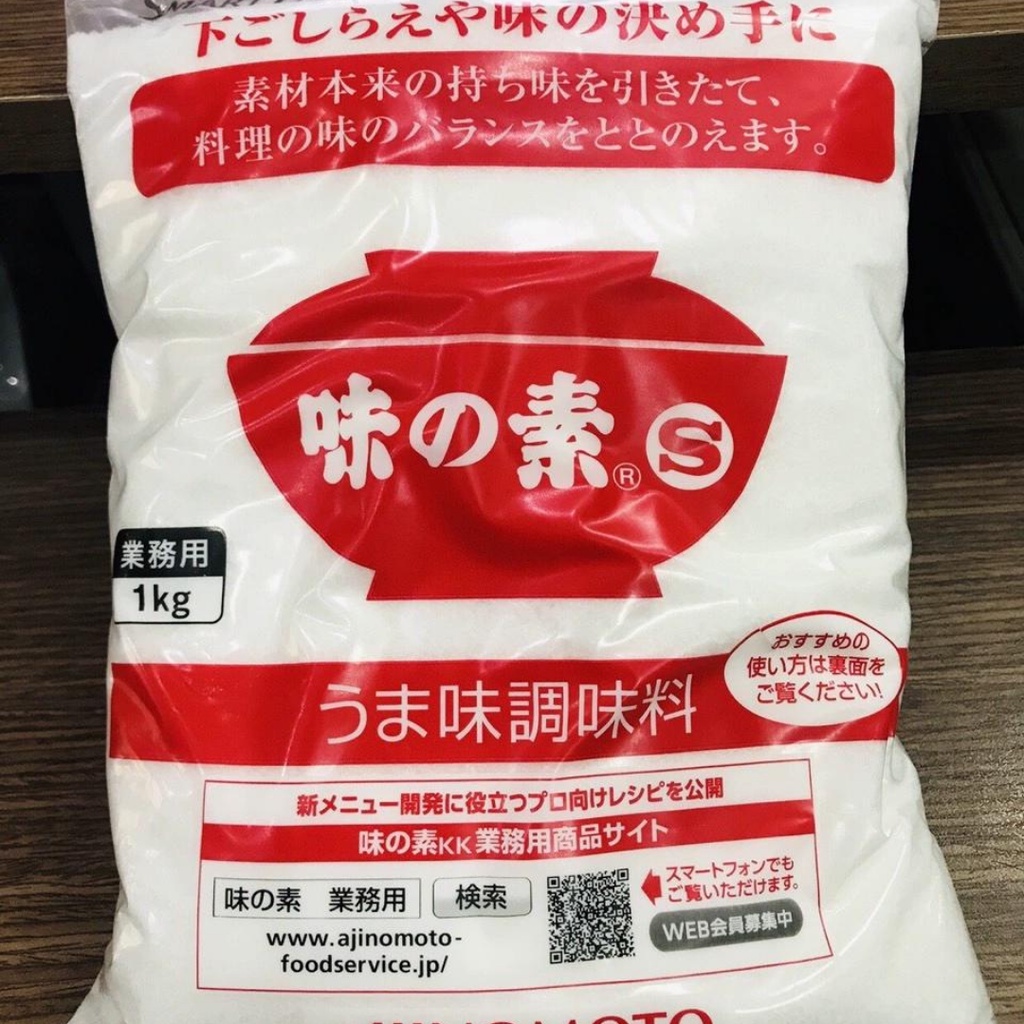 下ごしらえや味の決め手に
素材本来の持ち味を引きたて、
料理の味のバランスをととのえます。
味の素® S
業務用
1kg
おすすめの
使い方は裏面を
ご覧ください!
うま味調味料
新メニュー開発に役立つプロ向けレシピを公開
味の素KK業務用商品サイト
味の素 業務用 検索
スマートフォンでも
ご覧いただけます。
WEB会員募集中
www.ajinomoto-
foodservice.jp/
AJINOMOTO